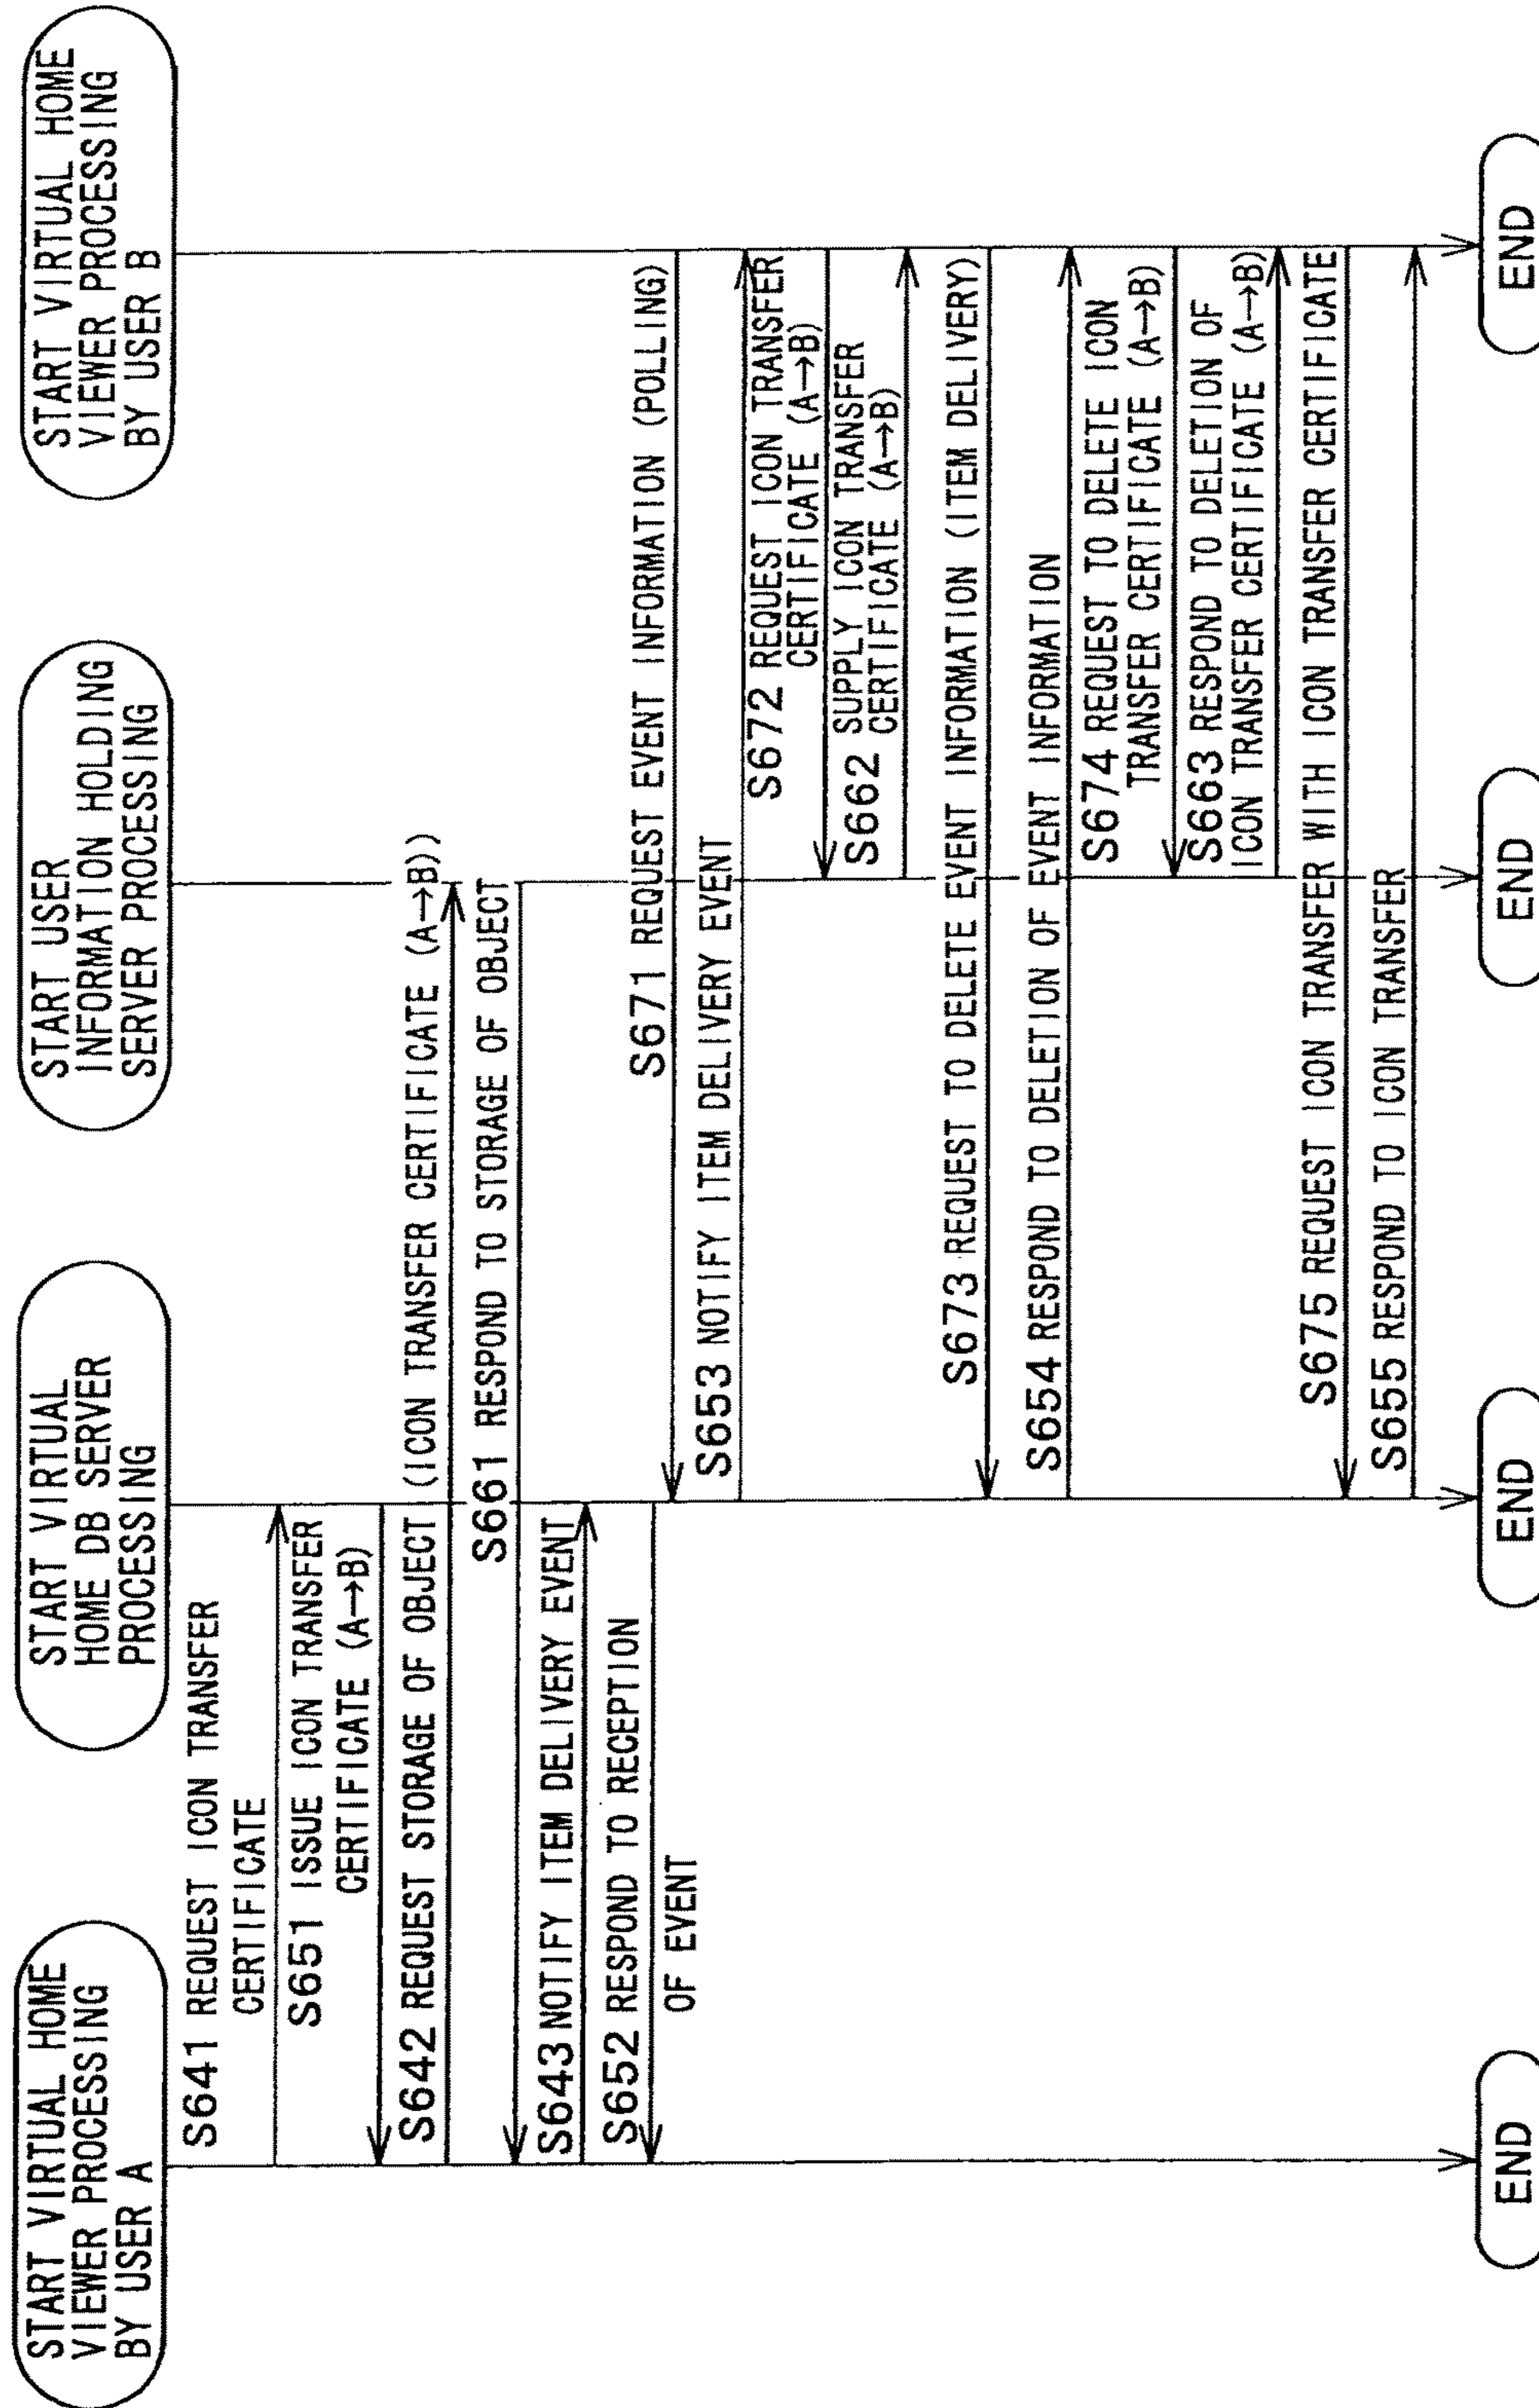 START VIRTUAL HOME
VIEWER PROCESSING
BY USER A
START VIRTUAL
HOME DB SERVER
PROCESSING
START USER
INFORMATION HOLDING
SERVER PROCESSING
START VIRTUAL HOME
VIEWER PROCESSING
BY USER B
S641 REQUEST ICON TRANSFER
CERTIFICATE
S651 ISSUE ICON TRANSFER
CERTIFICATE (A→B)
S642 REQUEST STORAGE OF OBJECT (ICON TRANSFER CERTIFICATE (A→B))
S661 RESPOND TO STORAGE OF OBJECT
S643 NOTIFY ITEM DELIVERY EVENT
S652 RESPOND TO RECEPTION
OF EVENT
S671 REQUEST EVENT INFORMATION (POLLING)
S653 NOTIFY ITEM DELIVERY EVENT
S672 REQUEST ICON TRANSFER
CERTIFICATE (A→B)
S662 SUPPLY ICON TRANSFER
CERTIFICATE (A→B)
S673 REQUEST TO DELETE EVENT INFORMATION (ITEM DELIVERY)
S654 RESPOND TO DELETION OF EVENT INFORMATION
S674 REQUEST TO DELETE ICON
TRANSFER CERTIFICATE (A→B)
S663 RESPOND TO DELETION OF
ICON TRANSFER CERTIFICATE (A→B)
S675 REQUEST ICON TRANSFER WITH ICON TRANSFER CERTIFICATE
S655 RESPOND TO ICON TRANSFER
END
END
END
END